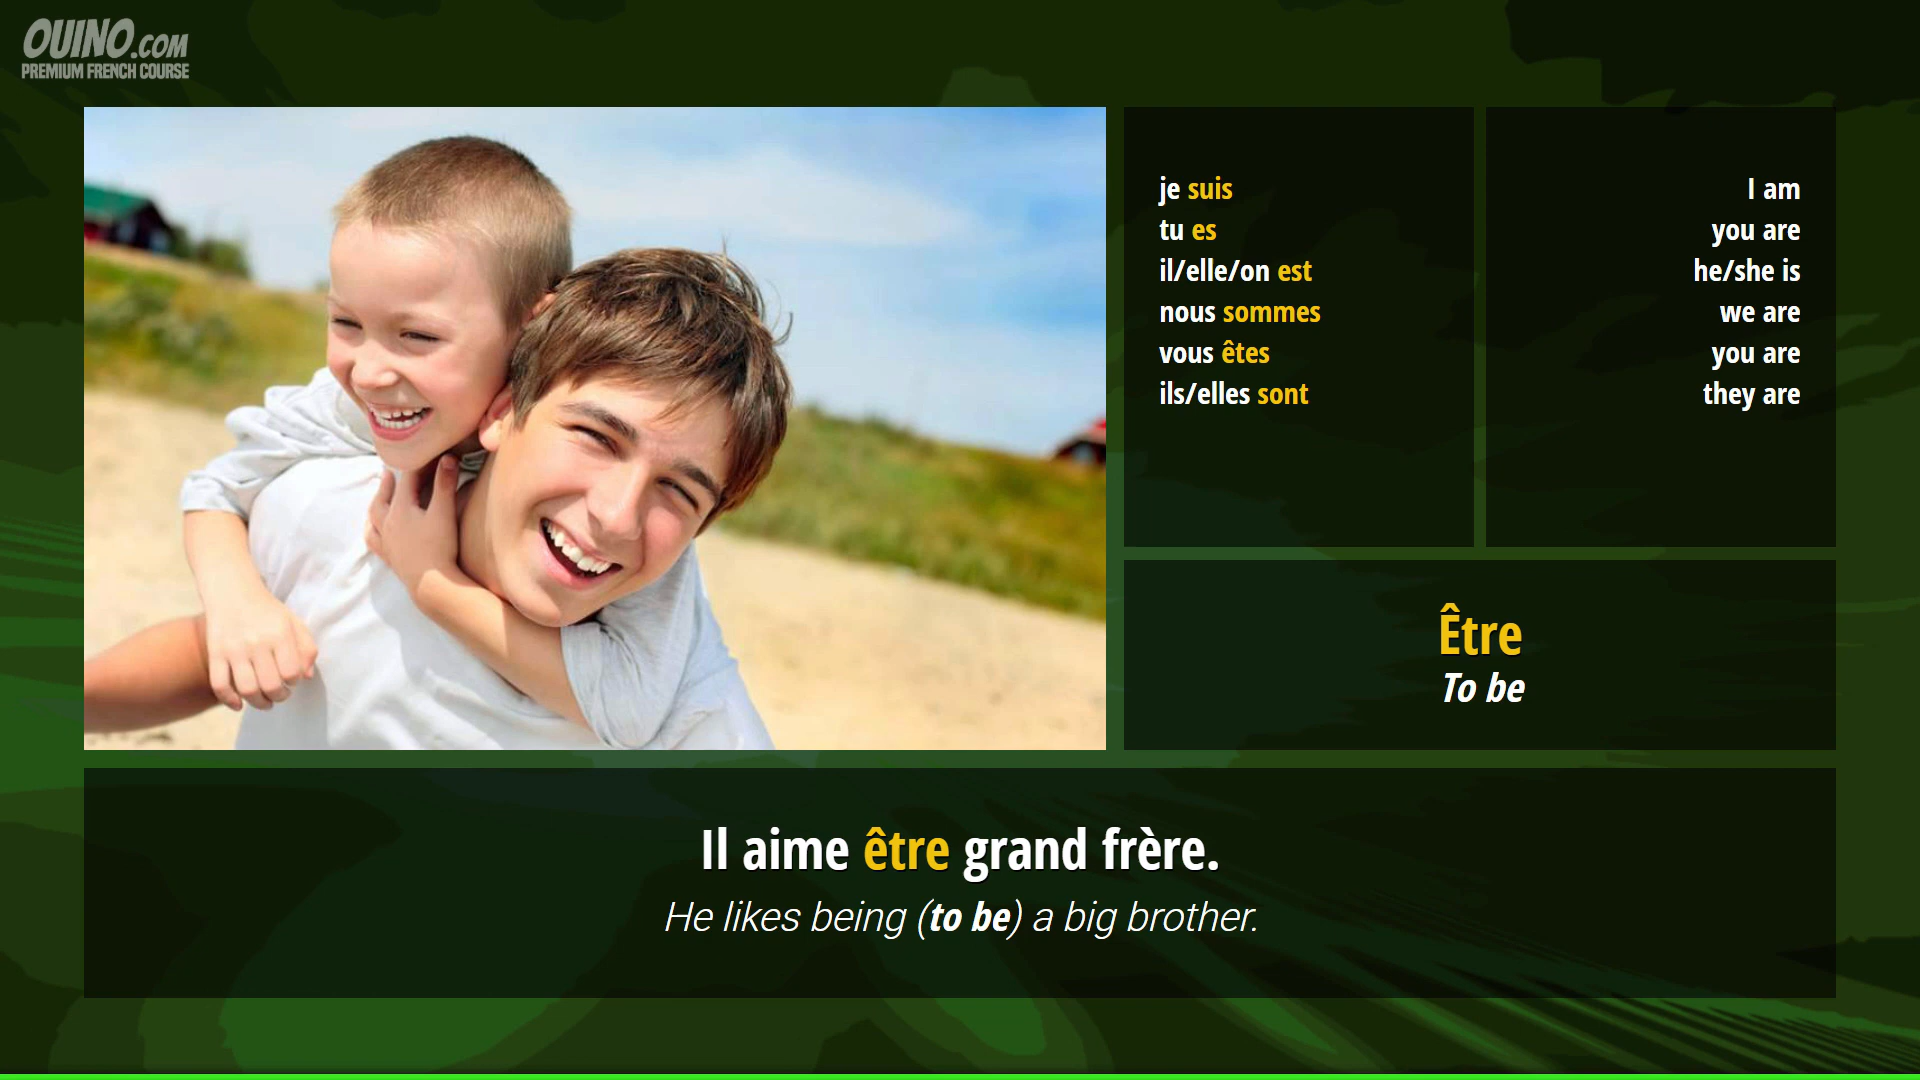 OUINO.COM
PREMIUM FRENCH COURSE
je suis
tu es
il/elle/on est
nous sommes
vous êtes
ils/elles sont
I am
you are
he/she is
we are
you are
they are
Être
To be
Il aime être grand frère.
He likes being (to be) a big brother.